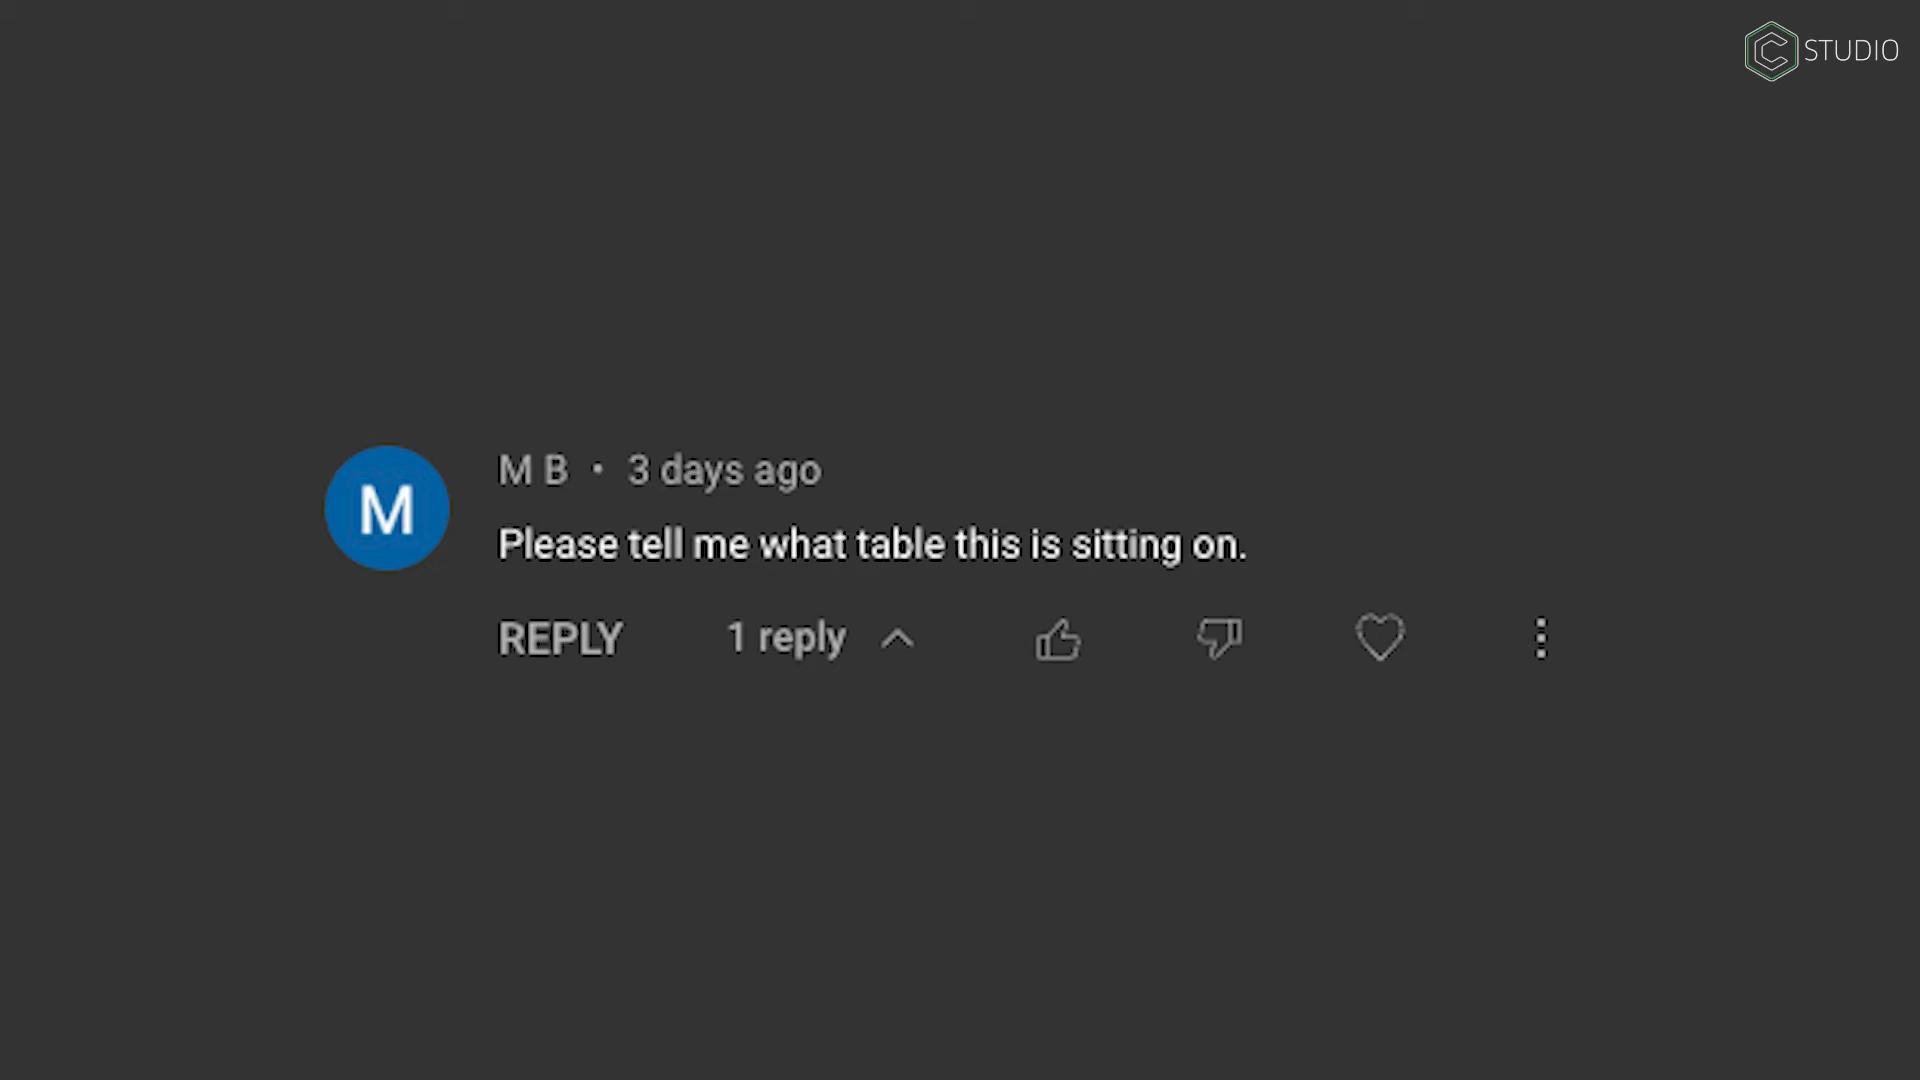 C STUDIO
M
M B • 3 days ago
Please tell me what table this is sitting on.
REPLY 1 reply